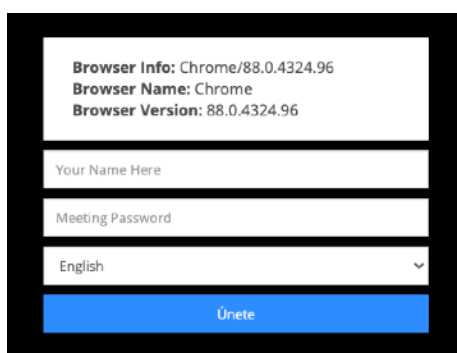 Browser Info: Chrome/88.0.4324.96
Browser Name: Chrome
Browser Version: 88.0.4324.96
Your Name Here
Meeting Password
English
Únete